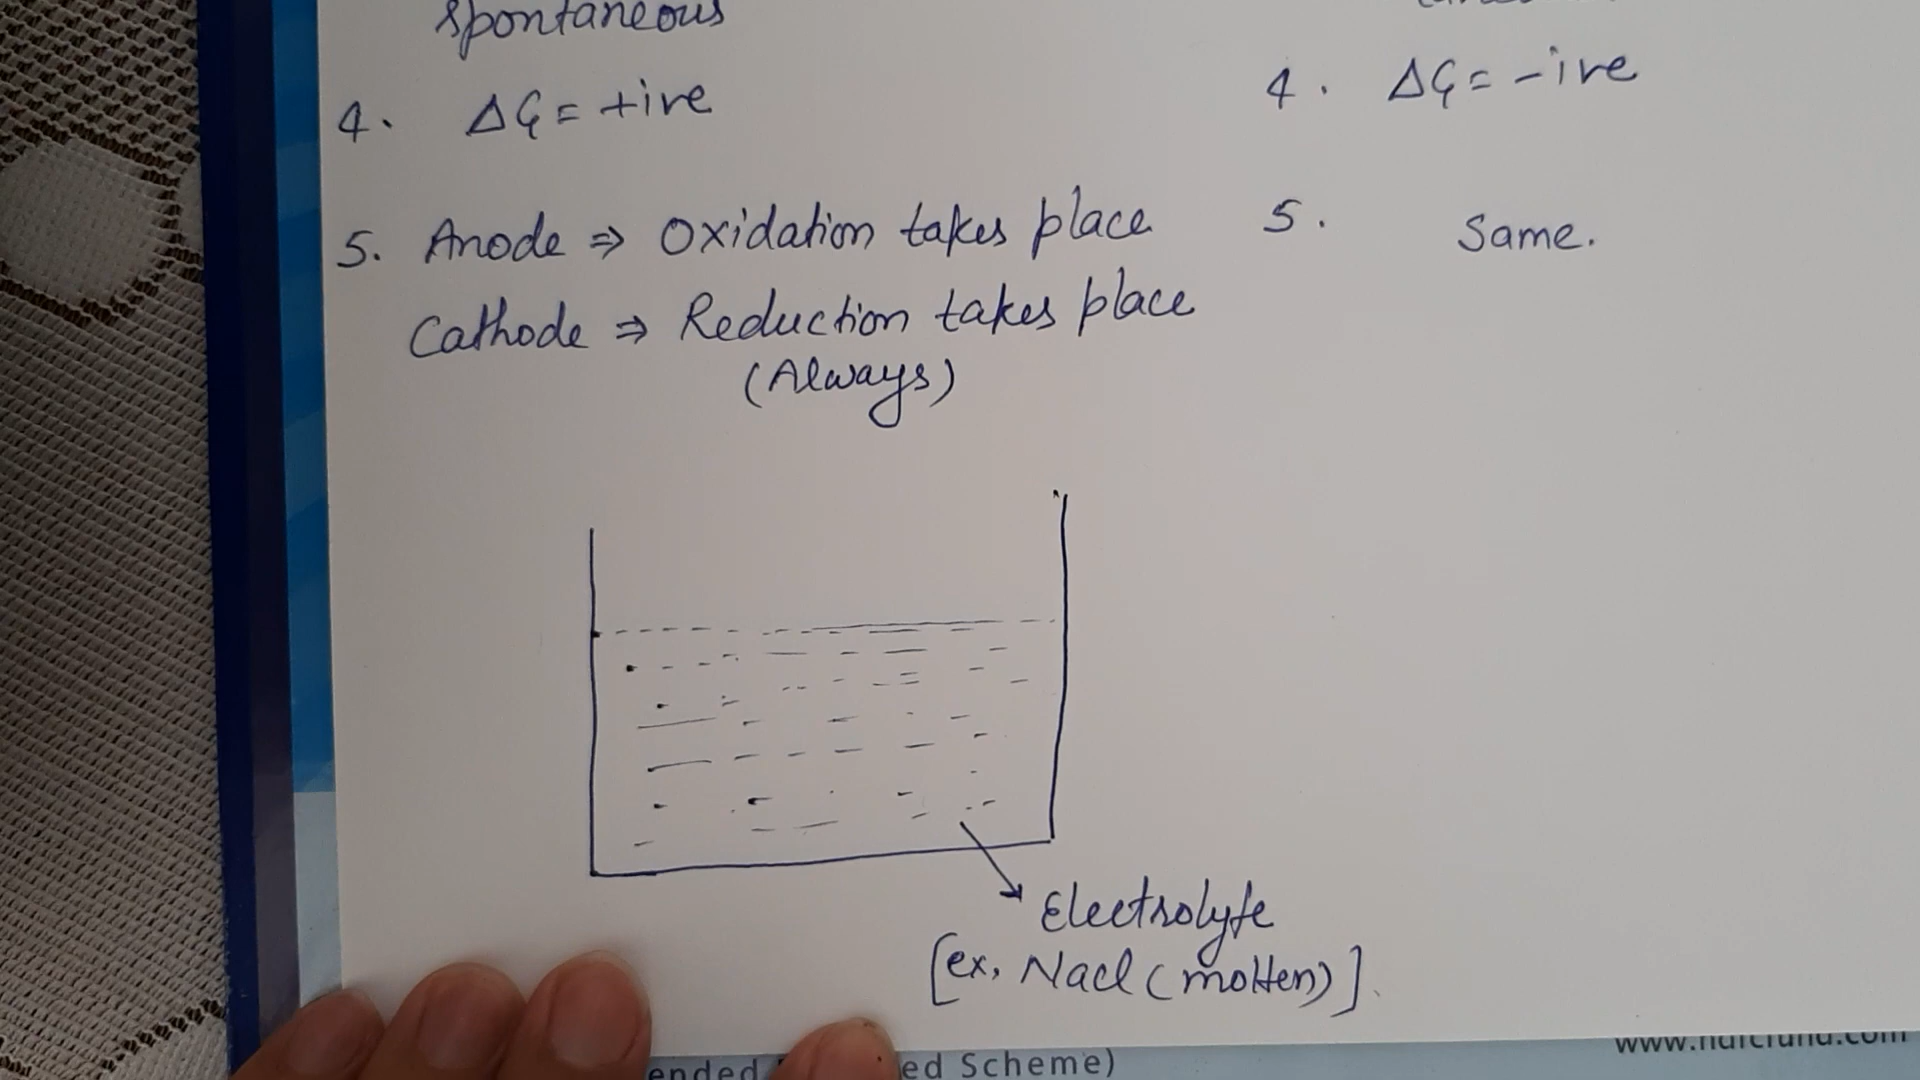 spontaneous
4. ΔG = +ive
4. ΔG = -ive
5. Anode ⇒ Oxidation takes place
Cathode ⇒ Reduction takes place
(Always)
5. Same.
Electrolyte
[ex, Nacl (molten)].
ed Scheme)